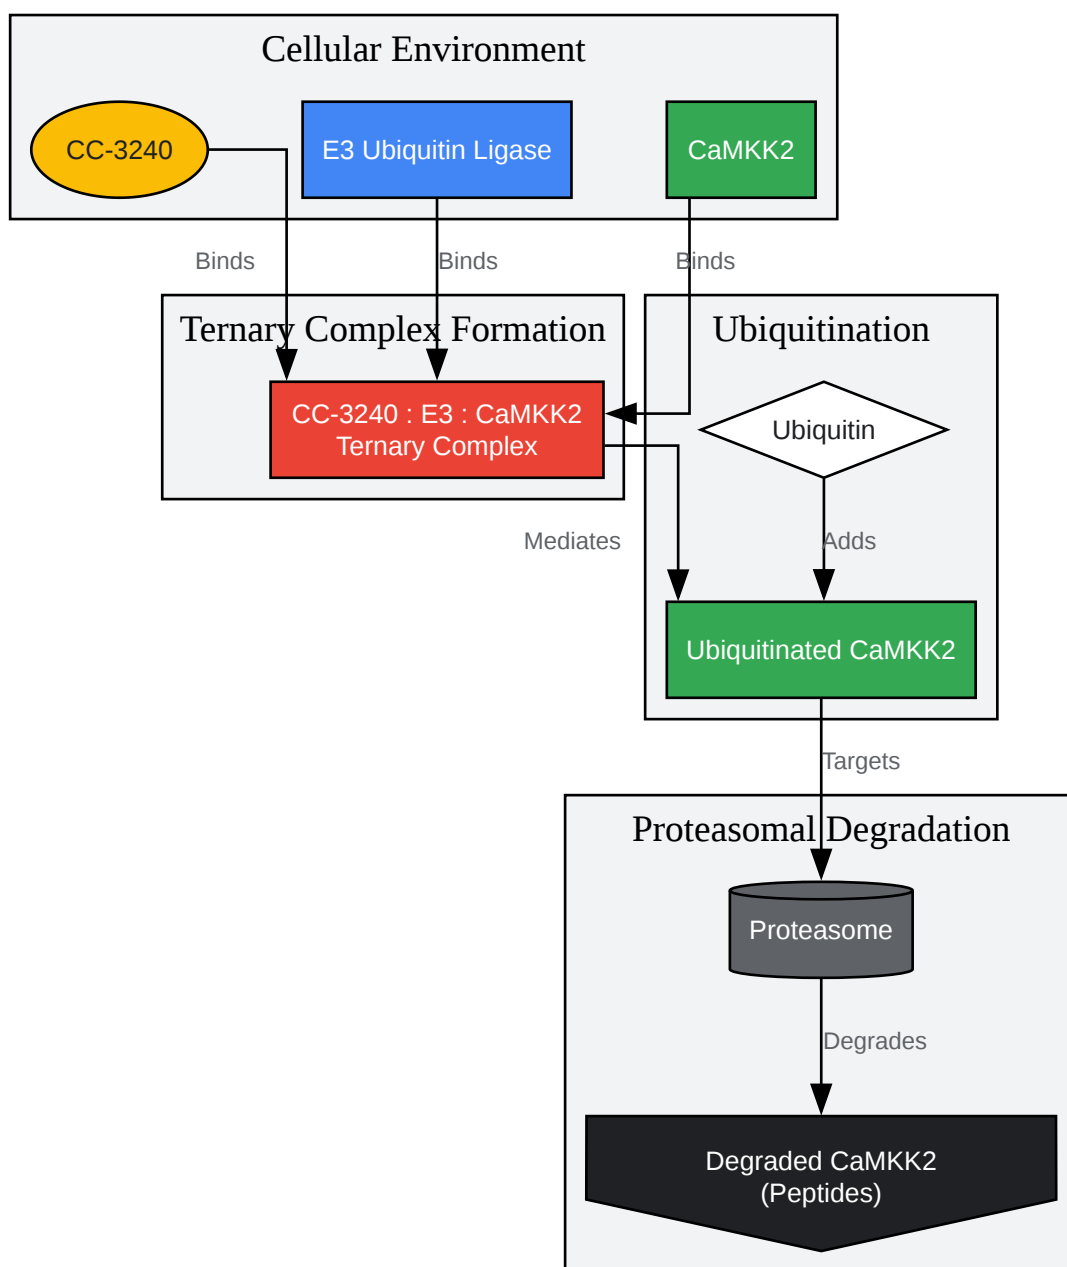 Cellular Environment
CC-3240
E3 Ubiquitin Ligase
CaMKK2
Binds
Binds
Binds
Ternary Complex Formation
Ubiquitination
CC-3240 : E3 : CaMKK2
Ternary Complex
Ubiquitin
Mediates
Adds
Ubiquitinated CaMKK2
Targets
Proteasomal Degradation
Proteasome
Degrades
Degraded CaMKK2
(Peptides)